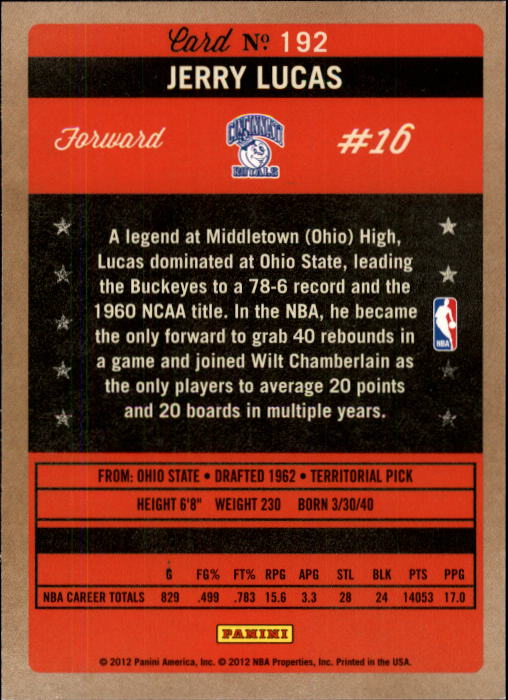 Card Nº 192
JERRY LUCAS
Forward
CINCINNATI
ROYALS
#16
A legend at Middletown (Ohio) High,
Lucas dominated at Ohio State, leading
the Buckeyes to a 78-6 record and the
1960 NCAA title. In the NBA, he became
the only forward to grab 40 rebounds in
a game and joined Wilt Chamberlain as
the only players to average 20 points
and 20 boards in multiple years.
NBA
FROM: OHIO STATE • DRAFTED 1962 • TERRITORIAL PICK
HEIGHT 6'8" WEIGHT 230 BORN 3/30/40
G FG% FT% RPG APG STL BLK PTS PPG
NBA CAREER TOTALS 829 .499 .783 15.6 3.3 28 24 14053 17.0
PANINI
© 2012 Panini America, Inc. © 2012 NBA Properties, Inc. Printed in the USA.